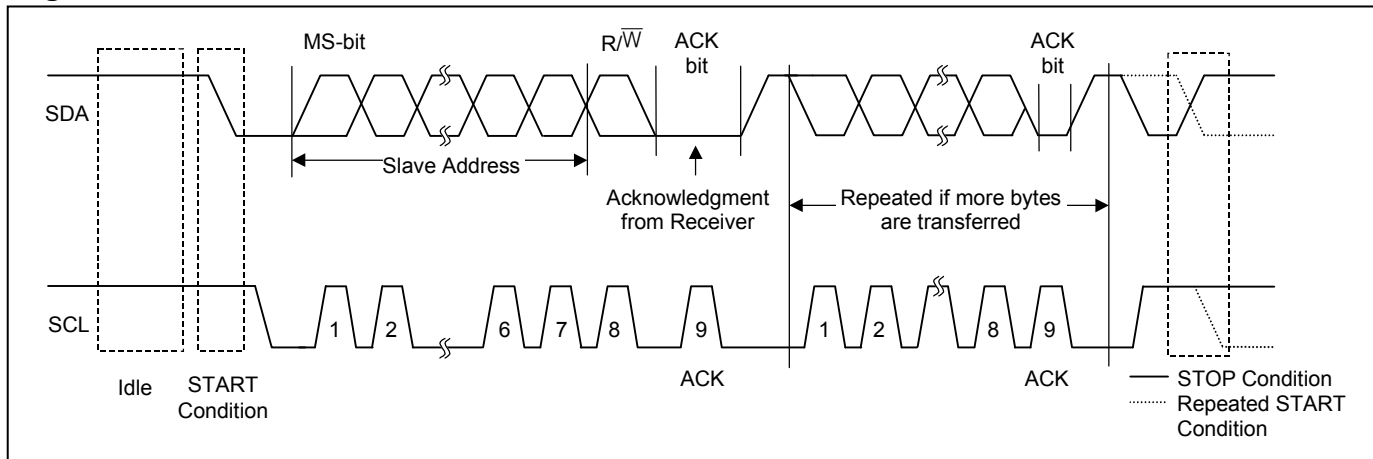 MS-bit
R/W̅
ACK
bit
ACK
bit
SDA
Slave Address
Acknowledgment
from Receiver
Repeated if more bytes
are transferred
SCL
1
2
6
7
8
9
1
2
8
9
Idle
START
Condition
ACK
ACK
STOP Condition
Repeated START
Condition